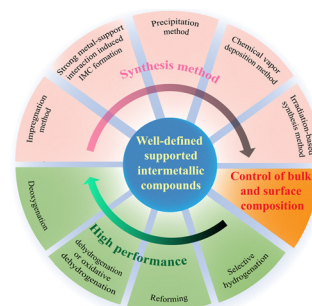 Precipitation
method
Strong metal-support
interaction induced
IMC formation
Chemical vapor
deposition method
Synthesis method
Impregnation
method
Irradiation-based
synthesis method
Well-defined
supported
intermetallic
compounds
Control of bulk
and surface
composition
Deoxygenation
High performance
dehydrogenation
or oxidative
dehydrogenation
Selective
hydrogenation
Reforming